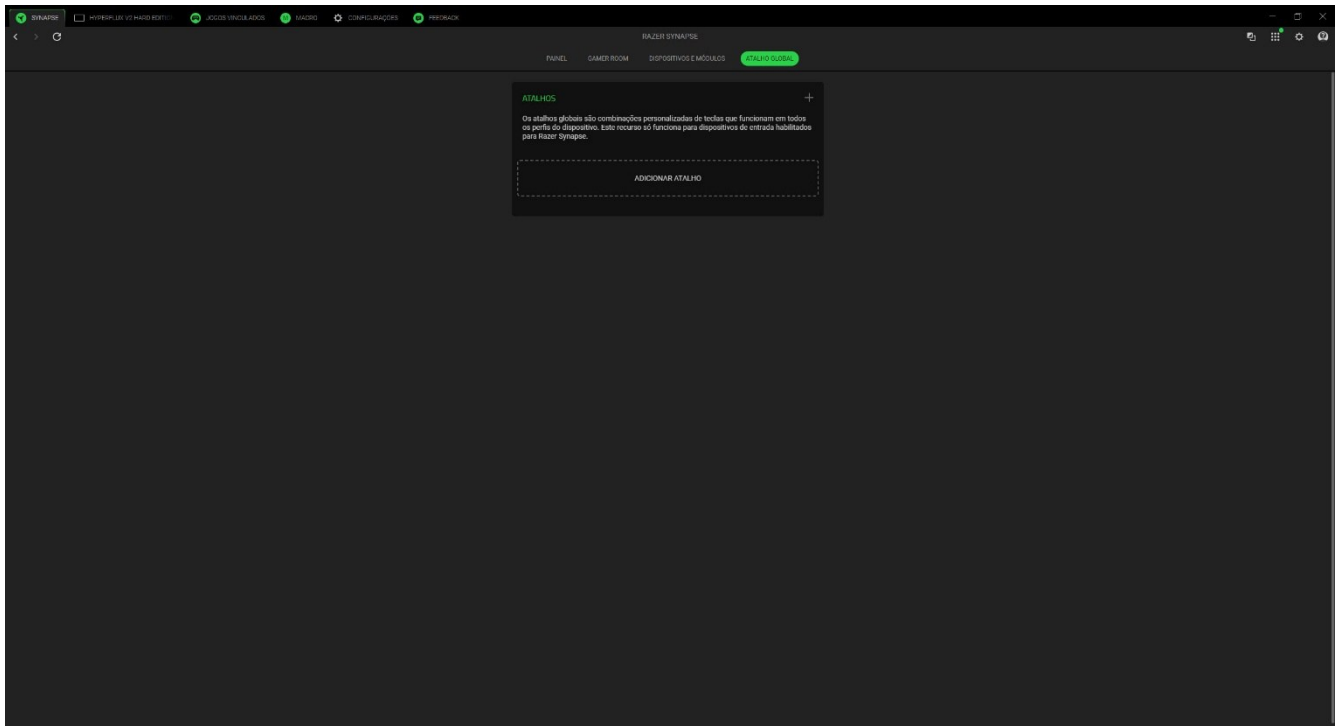 SYNAPSE
HYPERFLUX V2 HARD EDITIO
JOGOS VINCULADOS
MACRO
CONFIGURAÇÕES
FEEDBACK
RAZER SYNAPSE
PAINEL
GAMER ROOM
DISPOSITIVOS E MÓDULOS
ATALHO GLOBAL
ATALHOS
Os atalhos globais são combinações personalizadas de teclas que funcionam em todos
os perfis do dispositivo. Este recurso só funciona para dispositivos de entrada habilitados
para Razer Synapse.
ADICIONAR ATALHO